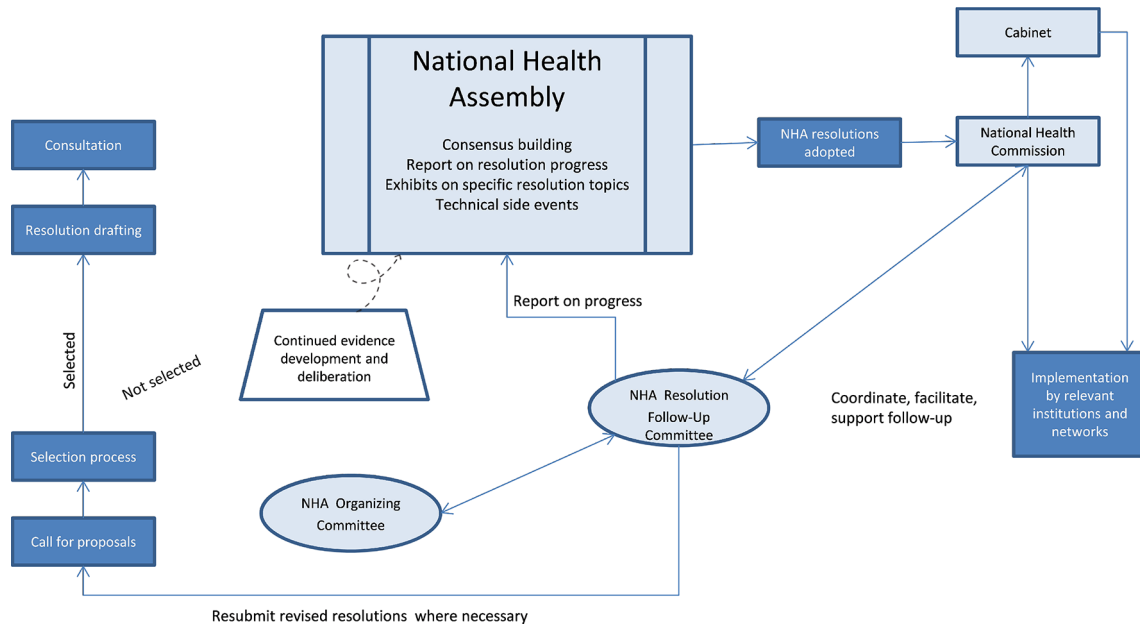 Cabinet
National Health
Assembly
Consensus building
Report on resolution progress
Exhibits on specific resolution topics
Technical side events
NHA resolutions
adopted
National Health
Commission
Consultation
Resolution drafting
Selected
Not selected
Selection process
Call for proposals
Continued evidence
development and
deliberation
Report on progress
NHA Resolution
Follow-Up
Committee
NHA Organizing
Committee
Coordinate, facilitate,
support follow-up
Implementation
by relevant
institutions and
networks
Resubmit revised resolutions where necessary